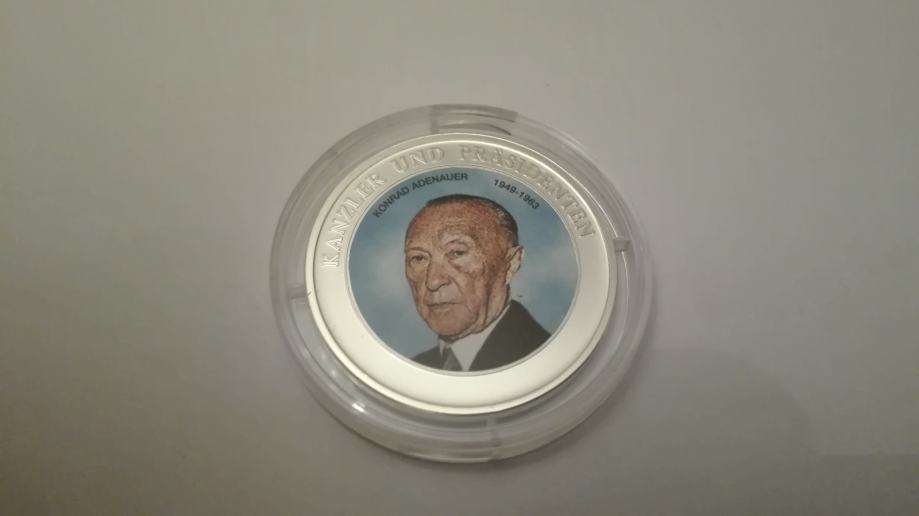 KANZLER UND PRÄSIDENTEN
KONRAD ADENAUER 1949-1963